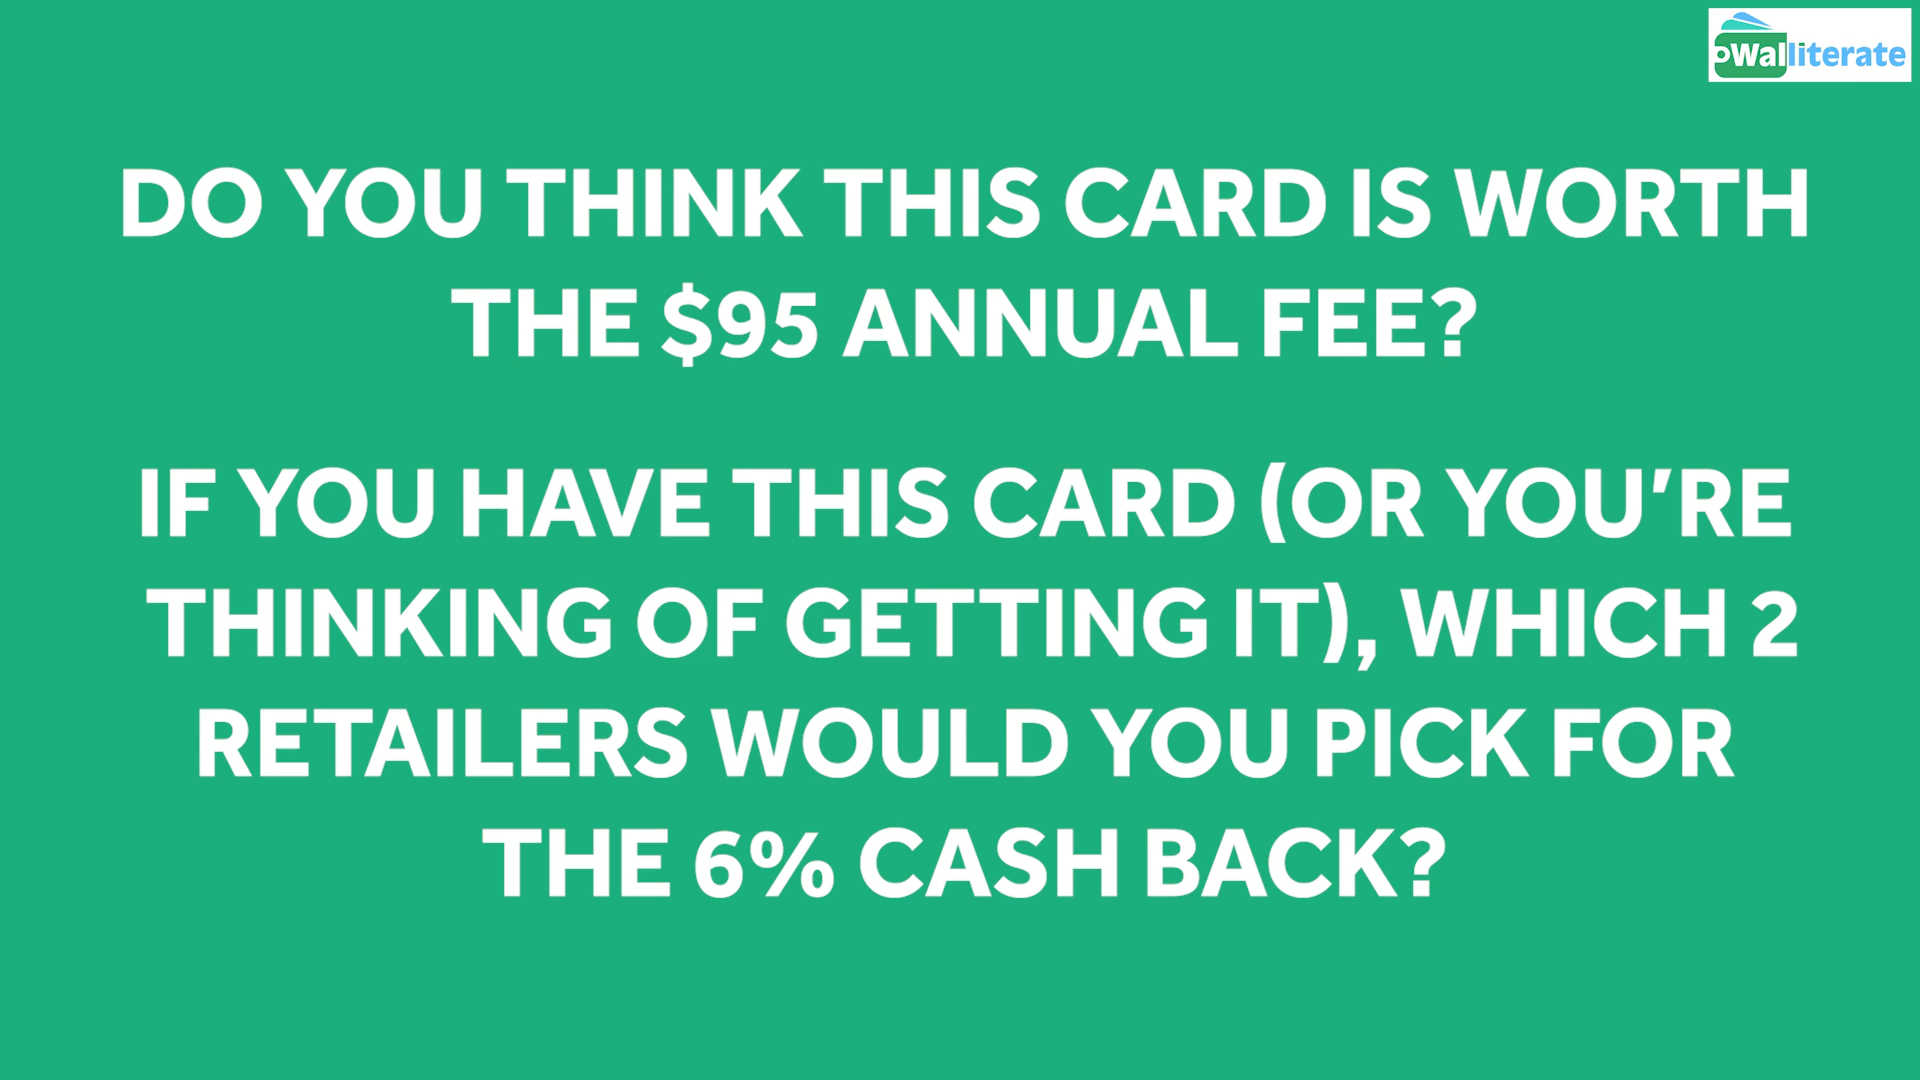 oWalliterate
DO YOU THINK THIS CARD IS WORTH
THE $95 ANNUAL FEE?
IF YOU HAVE THIS CARD (OR YOU'RE
THINKING OF GETTING IT), WHICH 2
RETAILERS WOULD YOU PICK FOR
THE 6% CASH BACK?